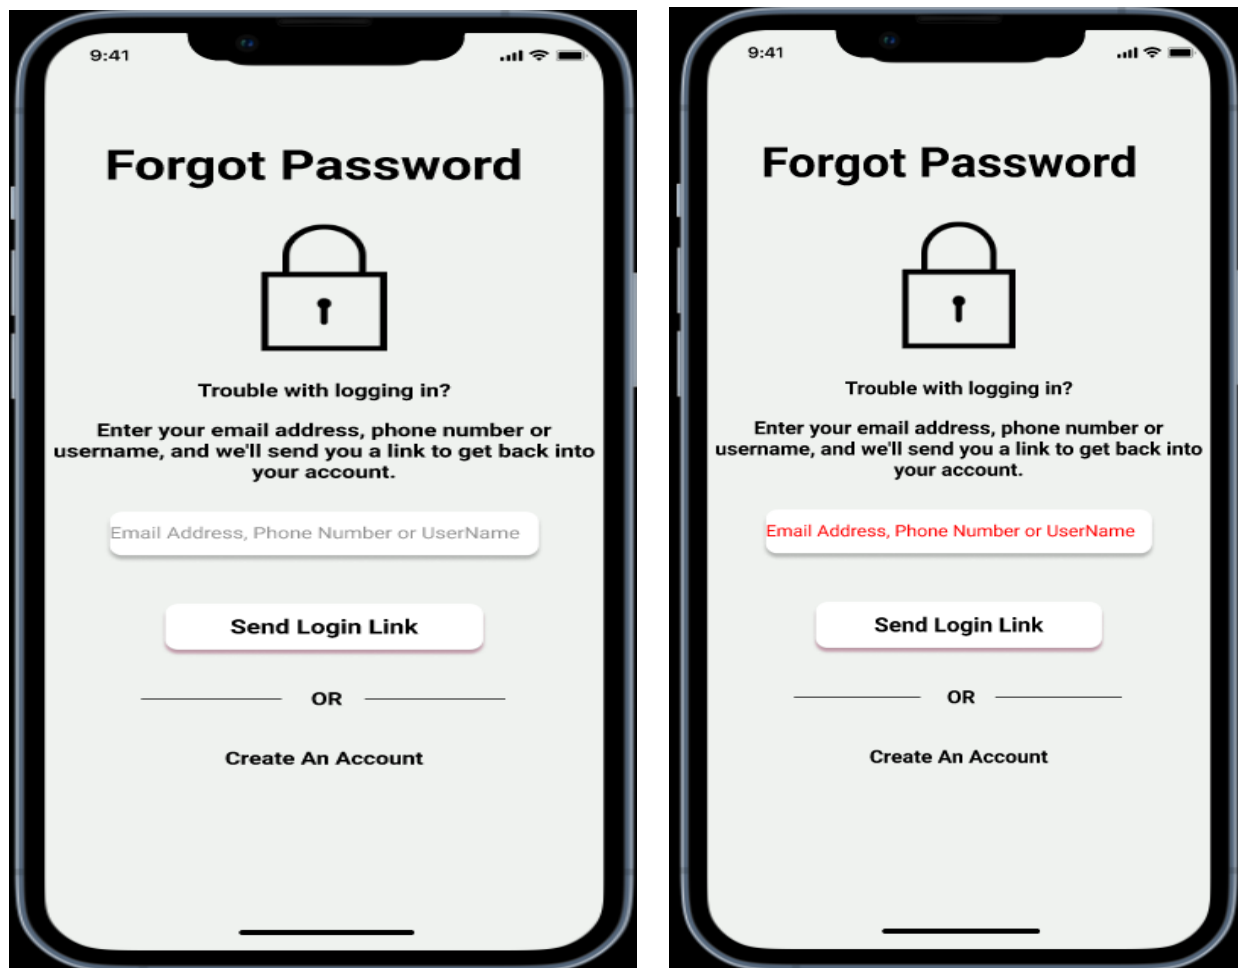 9:41
Forgot Password
Trouble with logging in?
Enter your email address, phone number or
username, and we'll send you a link to get back into
your account.
Email Address, Phone Number or UserName
Send Login Link
OR
Create An Account
9:41
Forgot Password
Trouble with logging in?
Enter your email address, phone number or
username, and we'll send you a link to get back into
your account.
Email Address, Phone Number or UserName
Send Login Link
OR
Create An Account